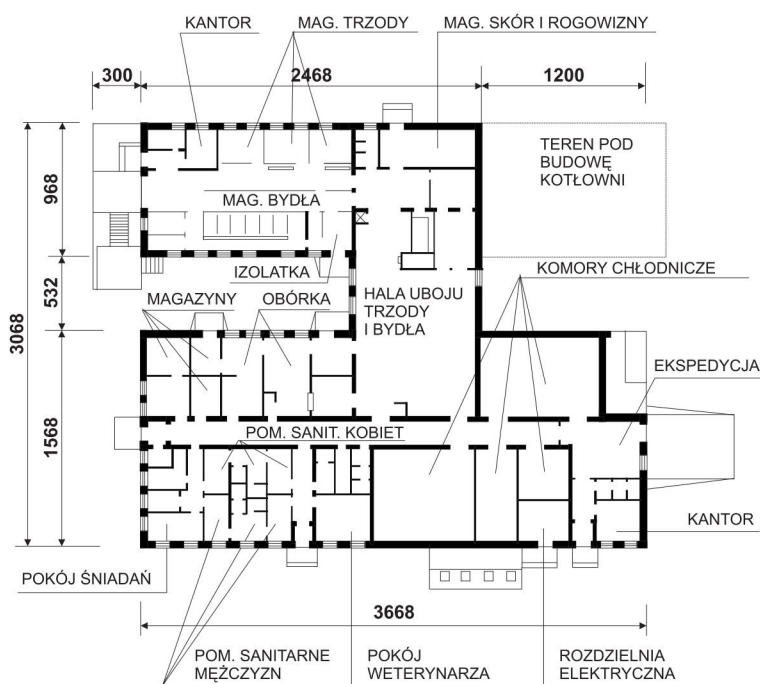 KANTOR
MAG. TRZODY
MAG. SKÓR I ROGOWIZNY
300
2468
1200
TEREN POD
BUDOWĘ
KOTŁOWNI
968
MAG. BYDŁA
IZOLATKA
KOMORY CHŁODNICZE
532
3068
MAGAZYNY
OBÓRKA
HALA UBOJU
TRZODY
I BYDŁA
EKSPEDYCJA
1568
POM. SANIT. KOBIET
KANTOR
POKÓJ ŚNIADAŃ
3668
POM. SANITARNE
MĘŻCZYZN
POKÓJ
WETERYNARZA
ROZDZIELNIA
ELEKTRYCZNA